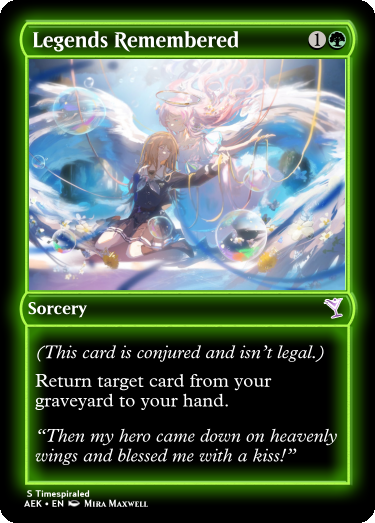 Legends Remembered 1
Sorcery
(This card is conjured and isn't legal.)
Return target card from your
graveyard to your hand.
“Then my hero came down on heavenly
wings and blessed me with a kiss!”
S Timespiraled
AEK • EN Mira Maxwell